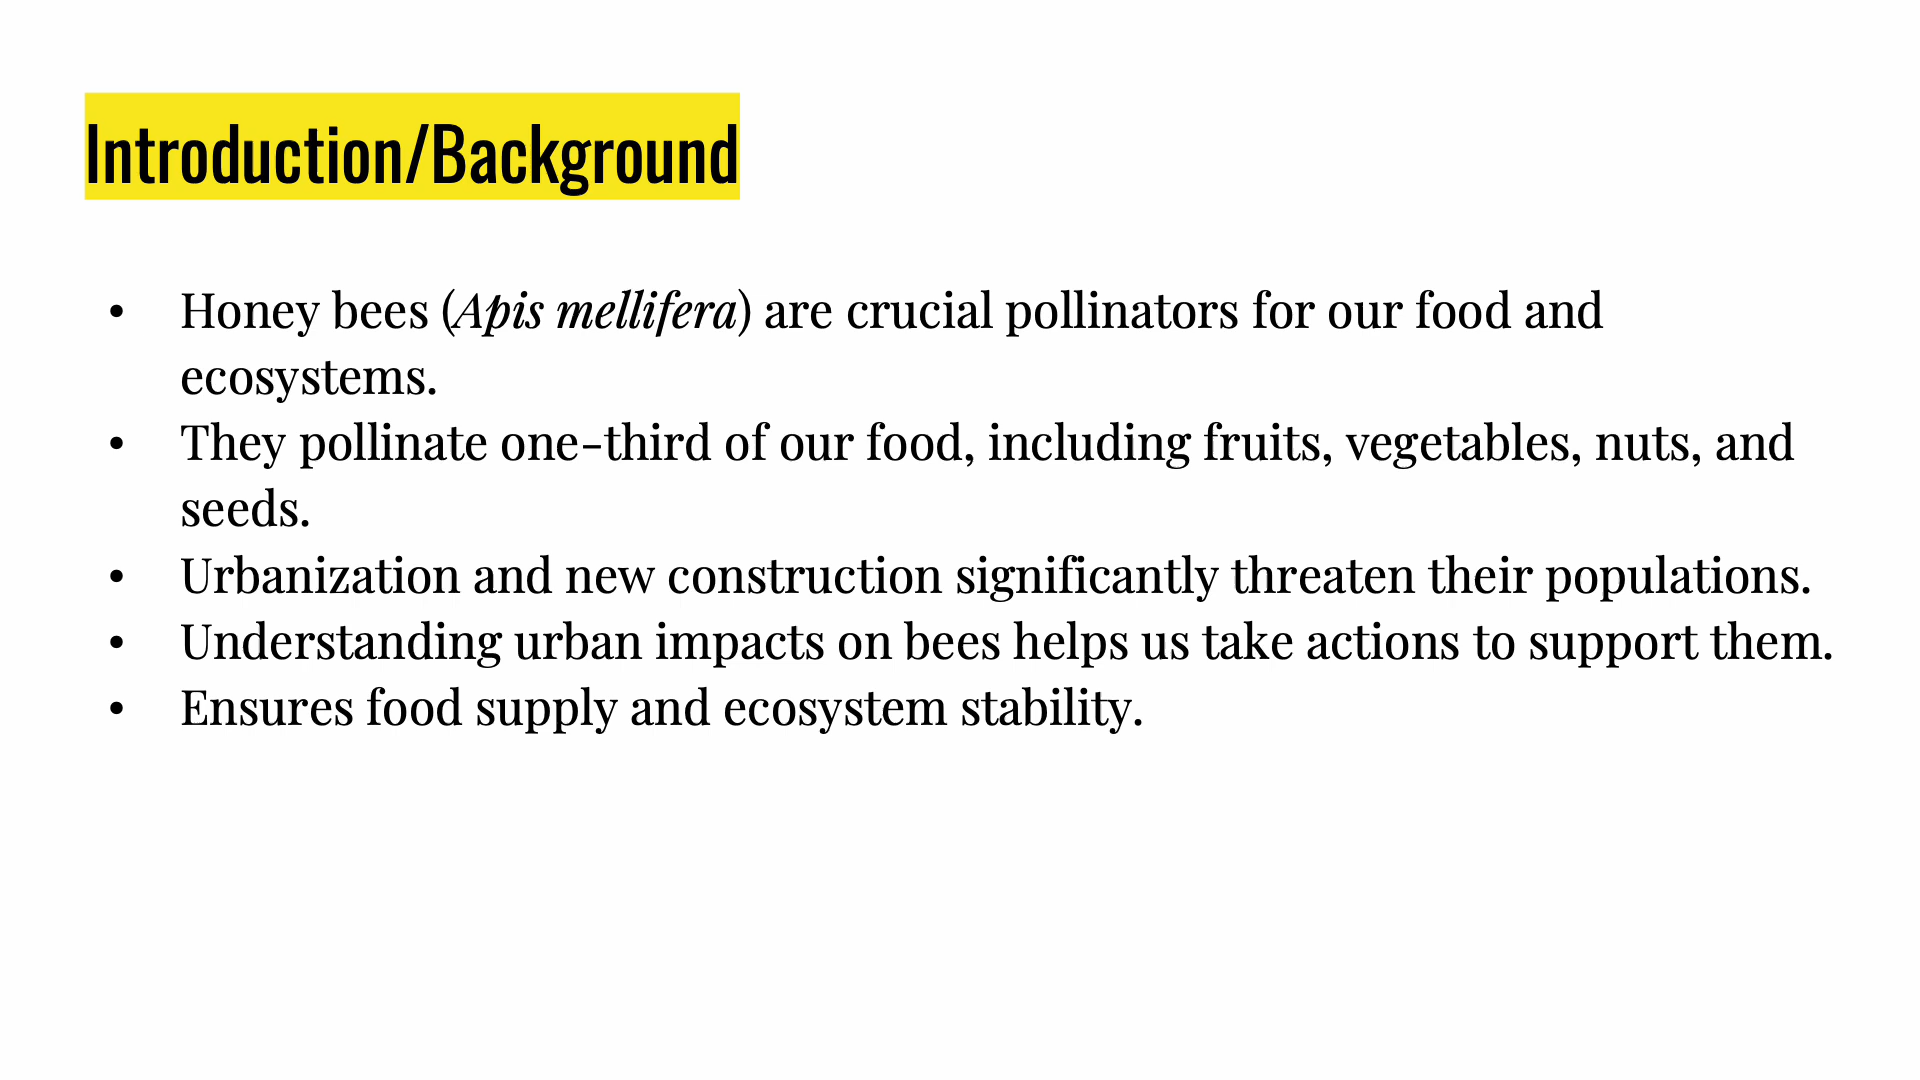 Introduction/Background
• Honey bees (Apis mellifera) are crucial pollinators for our food and
ecosystems.
• They pollinate one-third of our food, including fruits, vegetables, nuts, and
seeds.
• Urbanization and new construction significantly threaten their populations.
• Understanding urban impacts on bees helps us take actions to support them.
• Ensures food supply and ecosystem stability.